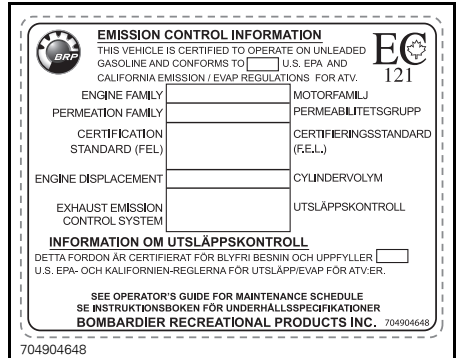 EMISSION CONTROL INFORMATION
THIS VEHICLE IS CERTIFIED TO OPERATE ON UNLEADED
GASOLINE AND CONFORMS TO U.S. EPA AND
CALIFORNIA EMISSION / EVAP REGULATIONS FOR ATV.
BRP
EC
121
ENGINE FAMILY MOTORFAMILJ
PERMEATION FAMILY PERMEABILITETSGRUPP
CERTIFICATION CERTIFIERINGSSTANDARD
STANDARD (FEL) (F.E.L.)
ENGINE DISPLACEMENT CYLINDERVOLYM
EXHAUST EMISSION UTSLÄPPSKONTROLL
CONTROL SYSTEM
INFORMATION OM UTSLÄPPSKONTROLL
DETTA FORDON ÄR CERTIFIERAT FÖR BLYFRI BESNIN OCH UPPFYLLER
U.S. EPA- OCH KALIFORNIEN-REGLERNA FÖR UTSLÄPP/EVAP FÖR ATV:ER.
SEE OPERATOR'S GUIDE FOR MAINTENANCE SCHEDULE
SE INSTRUKTIONSBOKEN FÖR UNDERHÅLLSSPECIFIKATIONER
BOMBARDIER RECREATIONAL PRODUCTS INC. 704904648
704904648